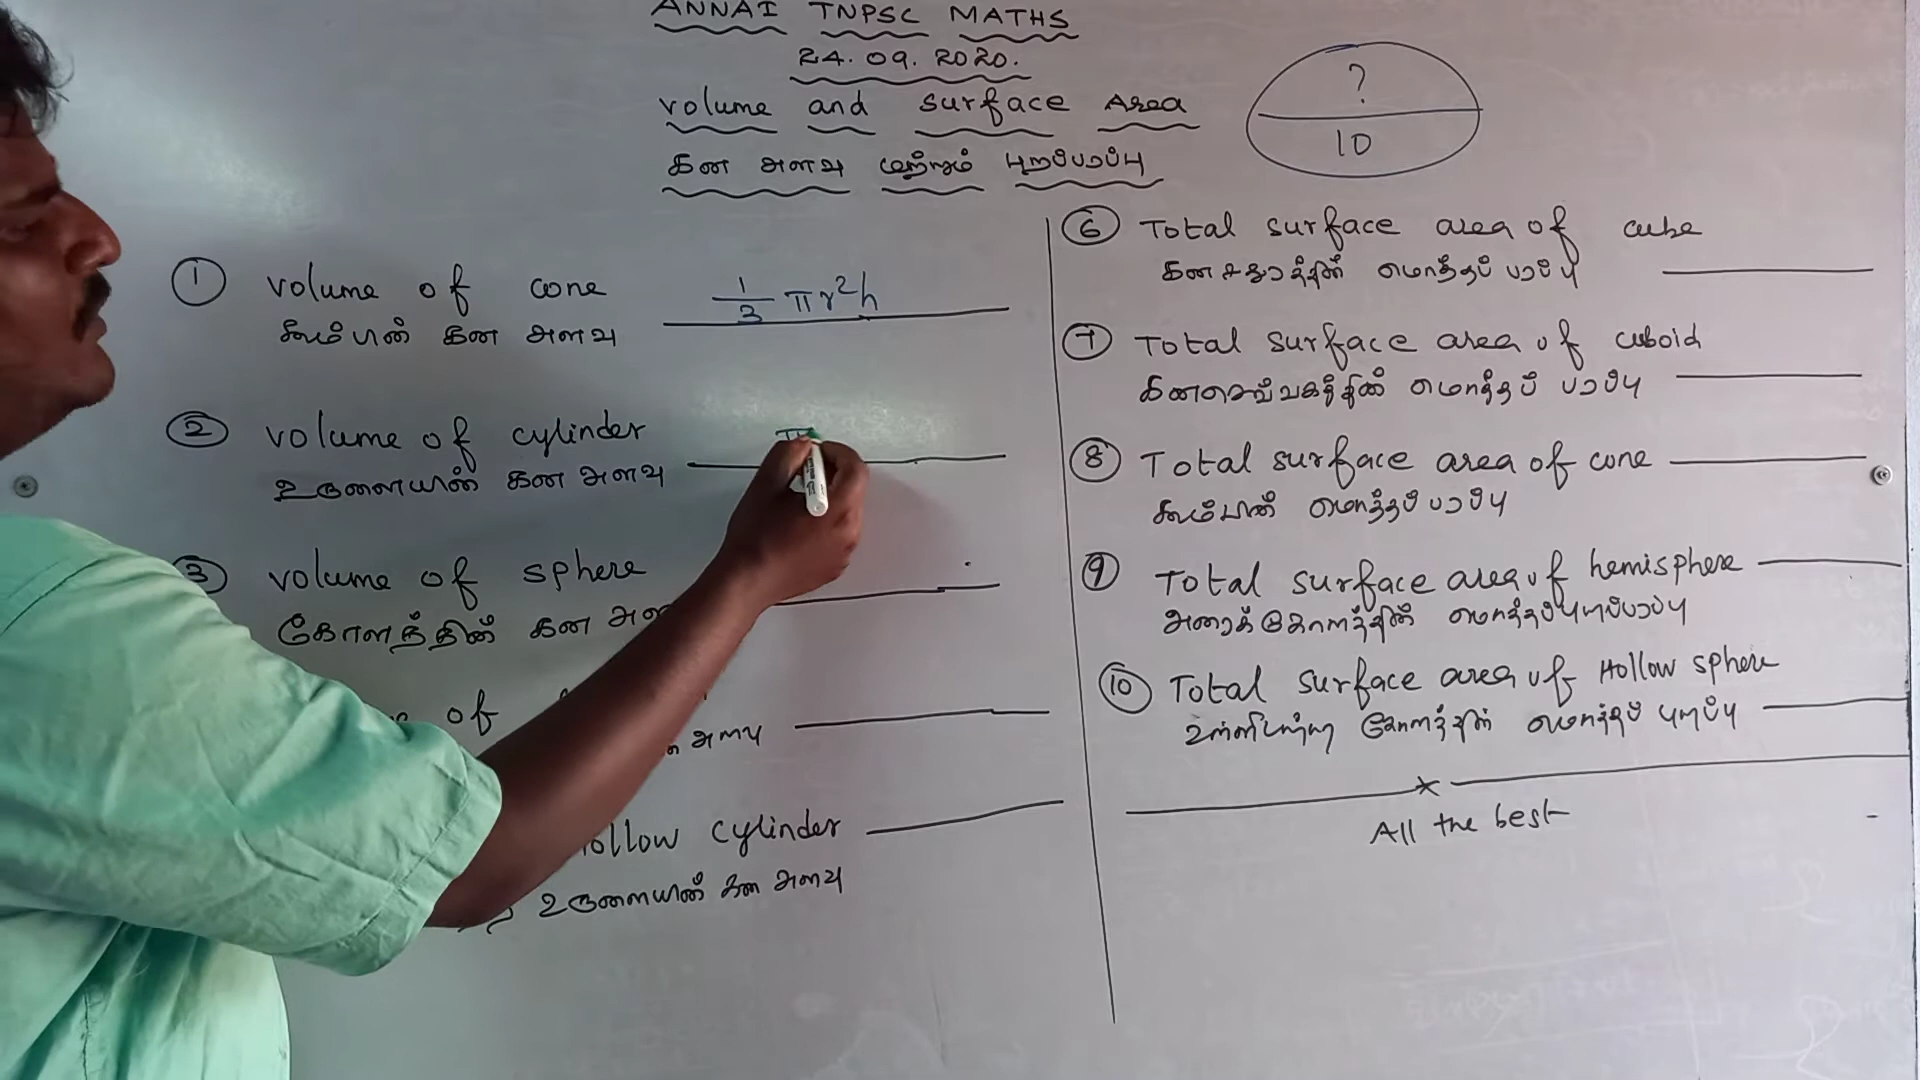 ANNAI TNPSC MATHS
24.09.2020.
volume and surface Area
கன அளவு மற்றும் புறப்பரப்பு
?
10
① volume of cone 1/3 πr²h
கூம்பின் கன அளவு
② volume of cylinder π
உருளையின் கன அளவு
③ volume of sphere
கோளத்தின் கன அள
of
அளவு
ollow cylinder
உருளையின் கன அளவு
⑥ Total surface area of cube
கனசதுரத்தின் மொத்தப் பரப்பு
⑦ Total surface area of cuboid
கனசெவ்வகத்தின் மொத்தப் பரப்பு
⑧ Total surface area of cone
கூம்பின் மொத்தப் பரப்பு
⑨ Total surface area of hemisphere
அரைக்கோளத்தின் மொத்தப்புறப்பரப்பு
⑩ Total surface area of Hollow sphere
உள்ளீடற்ற கோளத்தின் மொத்தப்
All the best